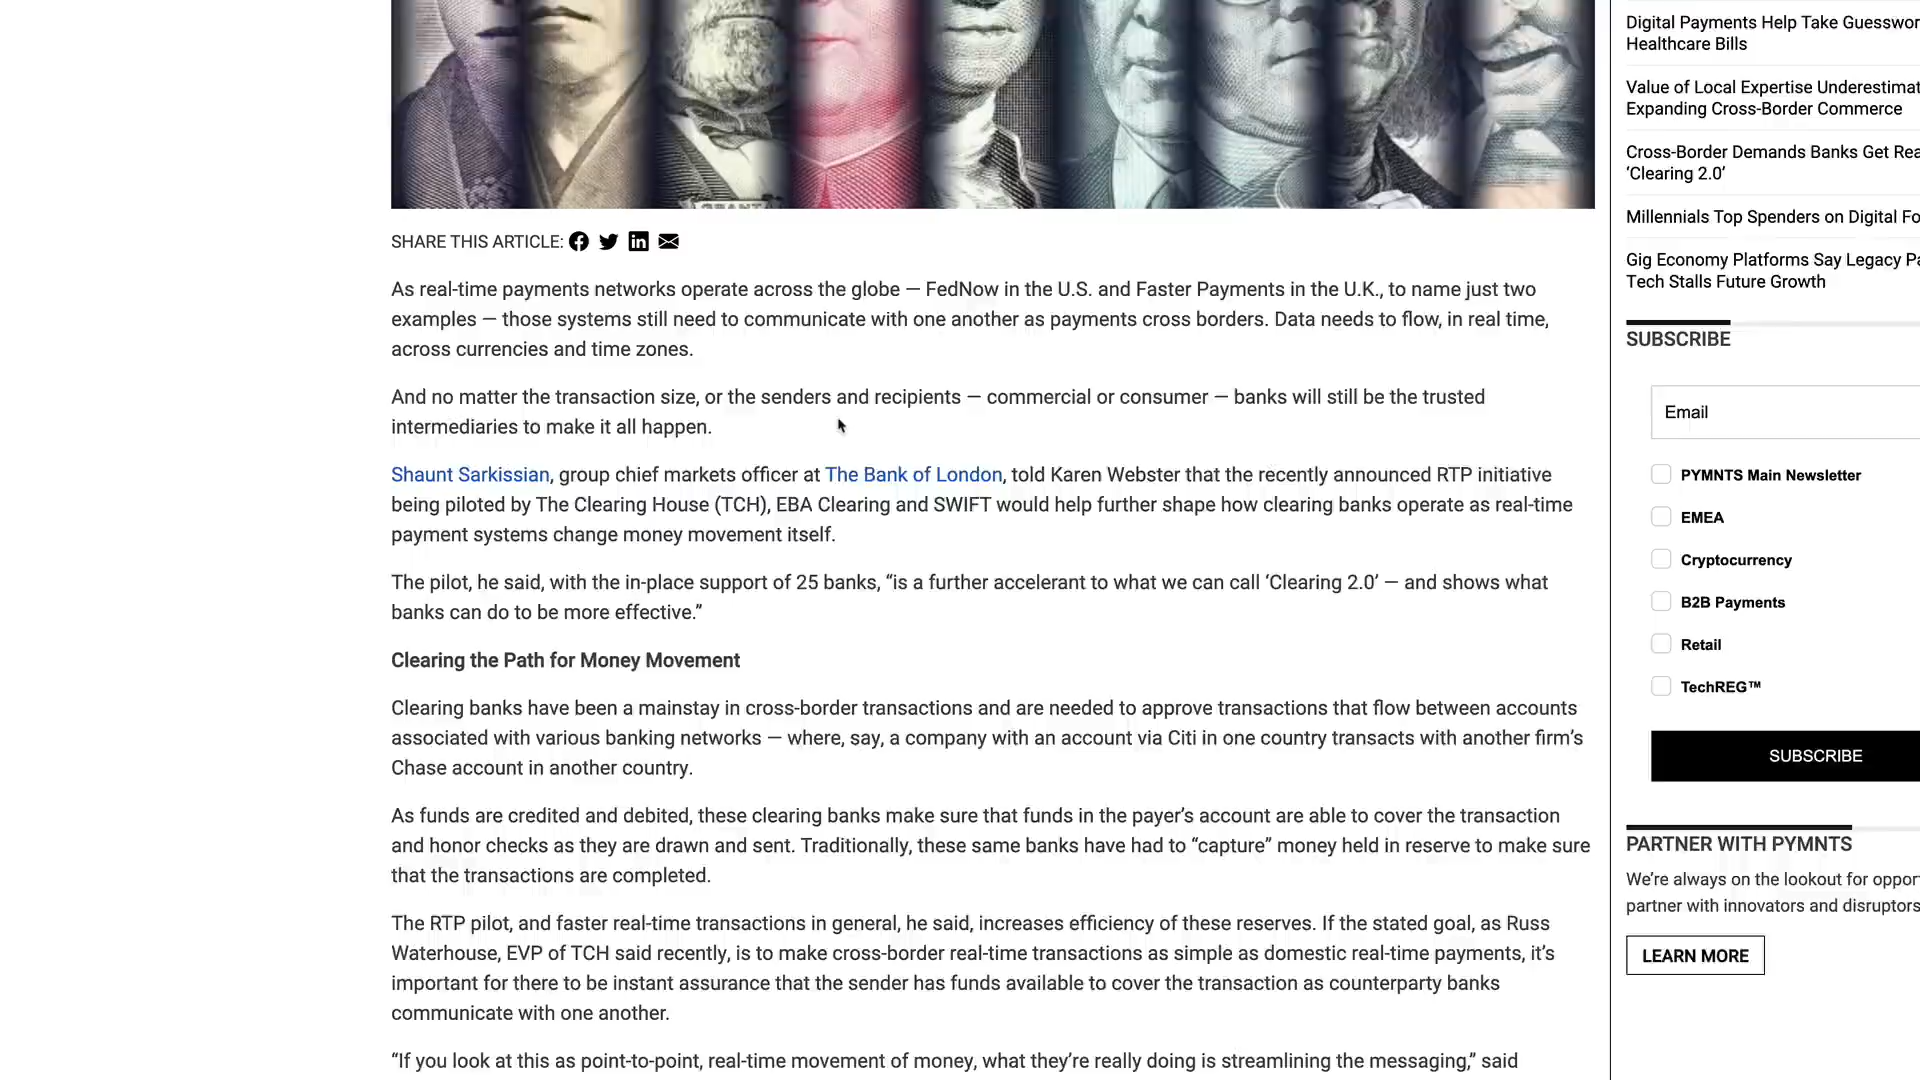 GRANT
SHARE THIS ARTICLE:
As real-time payments networks operate across the globe — FedNow in the U.S. and Faster Payments in the U.K., to name just two
examples — those systems still need to communicate with one another as payments cross borders. Data needs to flow, in real time,
across currencies and time zones.
And no matter the transaction size, or the senders and recipients — commercial or consumer — banks will still be the trusted
intermediaries to make it all happen.
Shaunt Sarkissian, group chief markets officer at The Bank of London, told Karen Webster that the recently announced RTP initiative
being piloted by The Clearing House (TCH), EBA Clearing and SWIFT would help further shape how clearing banks operate as real-time
payment systems change money movement itself.
The pilot, he said, with the in-place support of 25 banks, “is a further accelerant to what we can call ‘Clearing 2.0’ — and shows what
banks can do to be more effective.”
Clearing the Path for Money Movement
Clearing banks have been a mainstay in cross-border transactions and are needed to approve transactions that flow between accounts
associated with various banking networks — where, say, a company with an account via Citi in one country transacts with another firm’s
Chase account in another country.
As funds are credited and debited, these clearing banks make sure that funds in the payer’s account are able to cover the transaction
and honor checks as they are drawn and sent. Traditionally, these same banks have had to “capture” money held in reserve to make sure
that the transactions are completed.
The RTP pilot, and faster real-time transactions in general, he said, increases efficiency of these reserves. If the stated goal, as Russ
Waterhouse, EVP of TCH said recently, is to make cross-border real-time transactions as simple as domestic real-time payments, it’s
important for there to be instant assurance that the sender has funds available to cover the transaction as counterparty banks
communicate with one another.
“If you look at this as point-to-point, real-time movement of money, what they’re really doing is streamlining the messaging,” said
Digital Payments Help Take
Healthcare Bills
Value of Local Expertise
Expanding Cross-Border Commerce
Cross-Border Demands Banks Get
‘Clearing 2.0’
Millennials Top Spenders on Digital
Gig Economy Platforms Say Legacy
Tech Stalls Future Growth
SUBSCRIBE
Email
PYMNTS Main Newsletter
EMEA
Cryptocurrency
B2B Payments
Retail
TechREG™
SUBSCRIBE
PARTNER WITH PYMNTS
We’re always on the lookout for
partner with innovators and disruptors
LEARN MORE